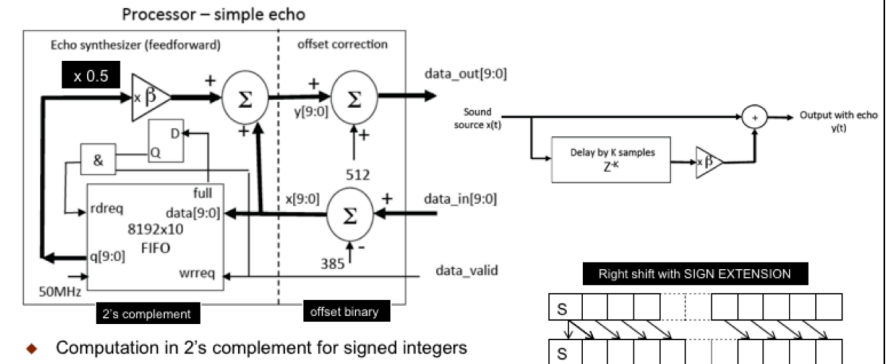 Processor – simple echo
Echo synthesizer (feedforward)
offset correction
x 0.5
x β
+
Σ
+
+
Σ
+
y[9:0]
512
data_out[9:0]
D
Q
&
full
rdreq
data[9:0]
8192x10
FIFO
q[9:0]
wrreq
50MHz
x[9:0]
Σ
+
-
385
data_in[9:0]
data_valid
2's complement
offset binary
Sound
source x(t)
+
Output with echo
y(t)
Delay by K samples
Z-K
x β
Right shift with SIGN EXTENSION
S
S
Computation in 2's complement for signed integers